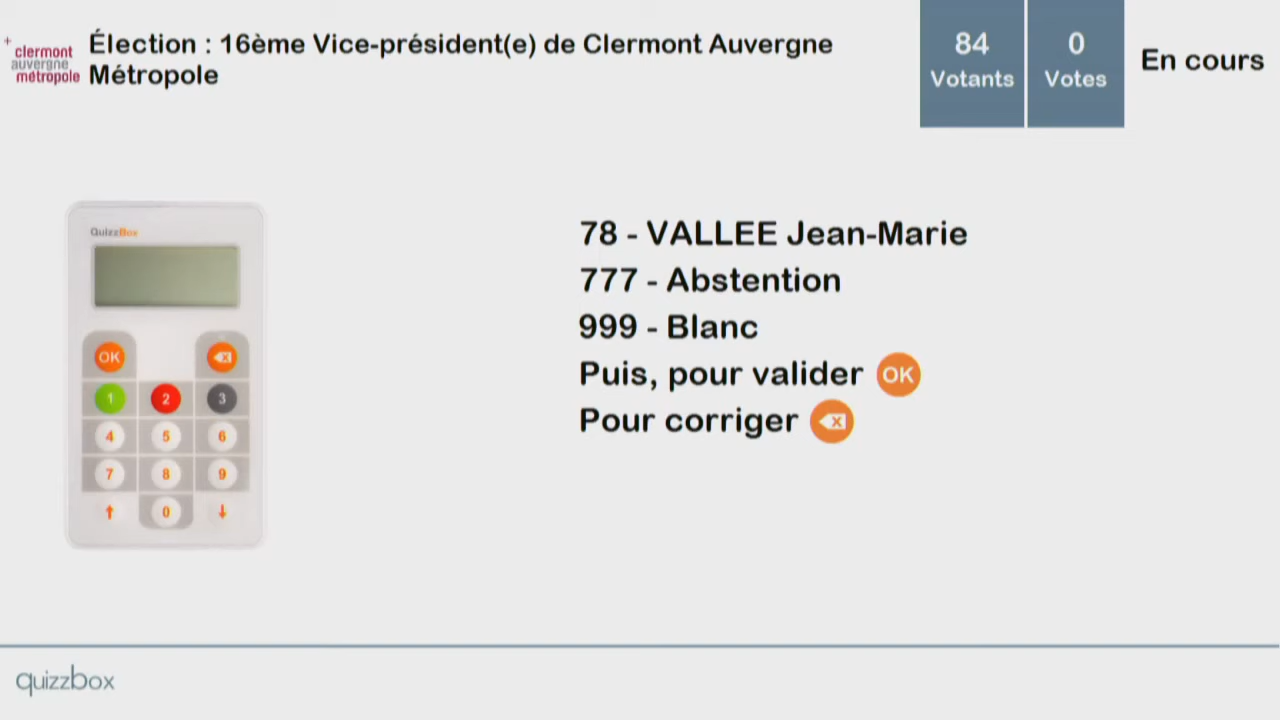 clermont
auvergne
métropole
Élection : 16ème Vice-président(e) de Clermont Auvergne
Métropole
84
Votants
0
Votes
En cours
QuizzBox
OK
1 2 3
4 5 6
7 8 9
0
78 - VALLEE Jean-Marie
777 - Abstention
999 - Blanc
Puis, pour valider OK
Pour corriger
quizzbox